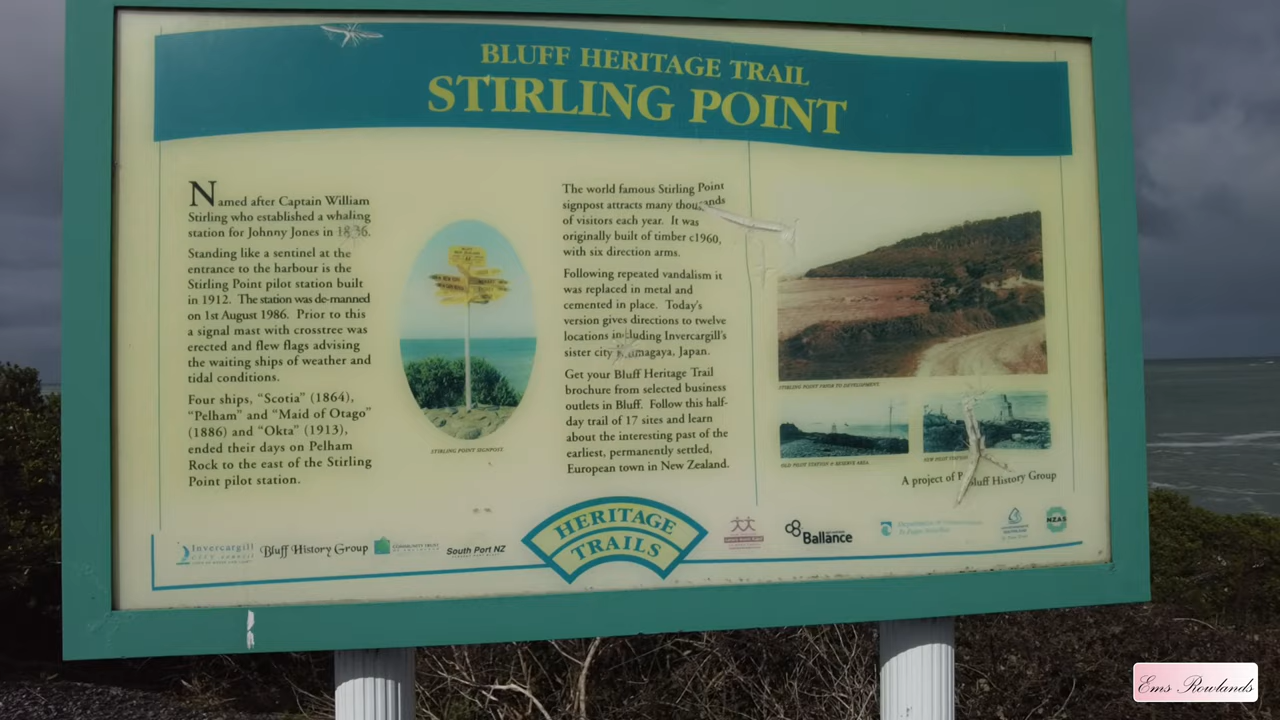 BLUFF HERITAGE TRAIL
STIRLING POINT
Named after Captain William
Stirling who established a whaling
station for Johnny Jones in 1836.
Standing like a sentinel at the
entrance to the harbour is the
Stirling Point pilot station built
in 1912. The station was de-manned
on 1st August 1986. Prior to this
a signal mast with crosstree was
erected and flew flags advising
the waiting ships of weather and
tidal conditions.
Four ships, “Scotia” (1864),
“Pelham” and “Maid of Otago”
(1886) and “Okta” (1913),
ended their days on Pelham
Rock to the east of the Stirling
Point pilot station.
STIRLING POINT SIGNPOST.
The world famous Stirling Point
signpost attracts many thousands
of visitors each year. It was
originally built of timber c1960,
with six direction arms.
Following repeated vandalism it
was replaced in metal and
cemented in place. Today's
version gives directions to twelve
locations including Invercargill's
sister city Kumagaya, Japan.
Get your Bluff Heritage Trail
brochure from selected business
outlets in Bluff. Follow this half-
day trail of 17 sites and learn
about the interesting past of the
earliest, permanently settled,
European town in New Zealand.
STIRLING POINT PRIOR TO DEVELOPMENT.
OLD PILOT STATION & RESERVE AREA.
PILOT STATION
A project of Bluff History Group
Invercargill
CITY COUNCIL
Bluff History Group
COMMUNITY TRUST
South Port NZ
HERITAGE
TRAILS
Ballance
Department of Conservation
Te Papa Atawhai
NZAS
Ems Rowlands